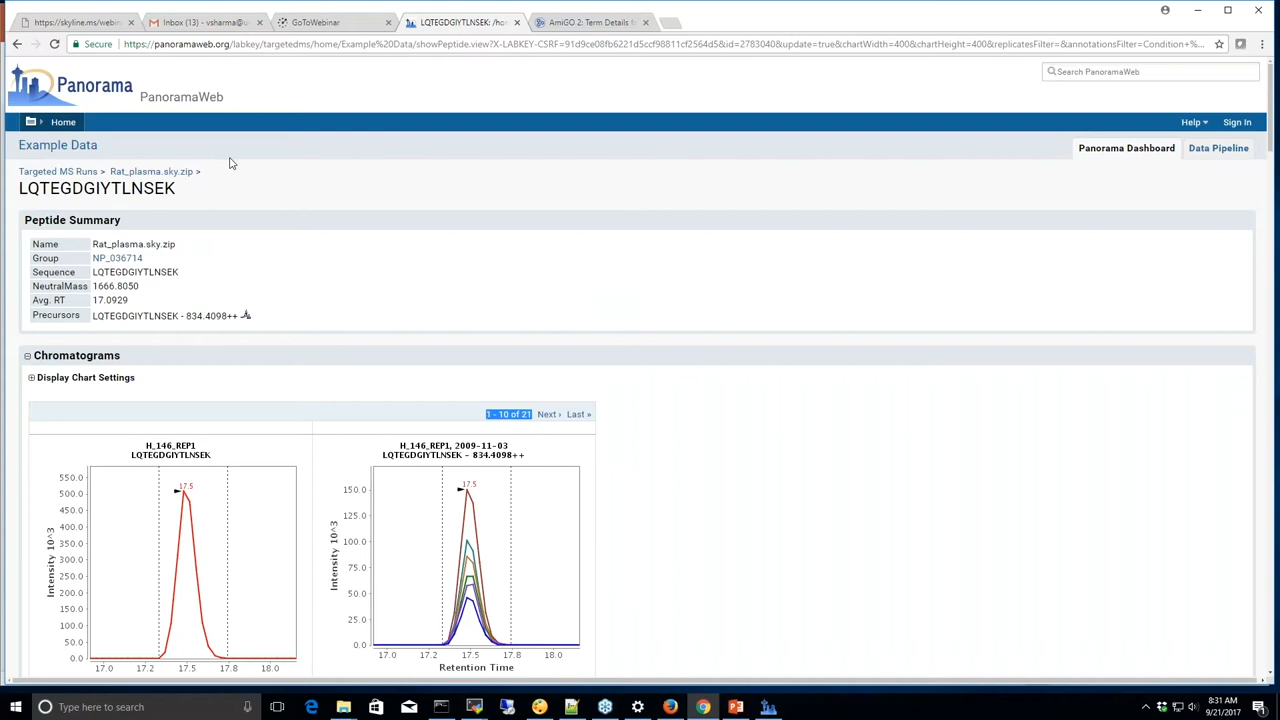 https://skyline.ms/webin
Inbox (13) - vsharma@u
GoToWebinar
LQTEGDGIYTLNSEK: /ho
AmiGO 2: Term Details f
Secure
https://panoramaweb.org/labkey/targetedms/home/Example%20Data/showPeptide.view?X-LABKEY-CSRF=91d9ce08fb6221d5ccf98811cf2564d5&id=2783040&update=true&chartWidth=400&chartHeight=400&replicatesFilter=&annotationsFilter=Condition+%...
Panorama
PanoramaWeb
Search PanoramaWeb
Home
Help
Sign In
Example Data
Panorama Dashboard
Data Pipeline
Targeted MS Runs > Rat_plasma.sky.zip >
LQTEGDGIYTLNSEK
Peptide Summary
Name Rat_plasma.sky.zip
Group NP_036714
Sequence LQTEGDGIYTLNSEK
NeutralMass 1666.8050
Avg. RT 17.0929
Precursors LQTEGDGIYTLNSEK - 834.4098++
Chromatograms
Display Chart Settings
1 - 10 of 21 Next › Last »
H_146_REP1
LQTEGDGIYTLNSEK
17.5
550.0
500.0
450.0
400.0
350.0
300.0
250.0
200.0
150.0
100.0
50.0
0.0
Intensity 10^3
17.0 17.2 17.5 17.8 18.0
H_146_REP1, 2009-11-03
LQTEGDGIYTLNSEK - 834.4098++
17.5
150.0
125.0
100.0
75.0
50.0
25.0
0.0
Intensity 10^3
17.0 17.2 17.5 17.8 18.0
Retention Time
Type here to search
8:31 AM
9/21/2017